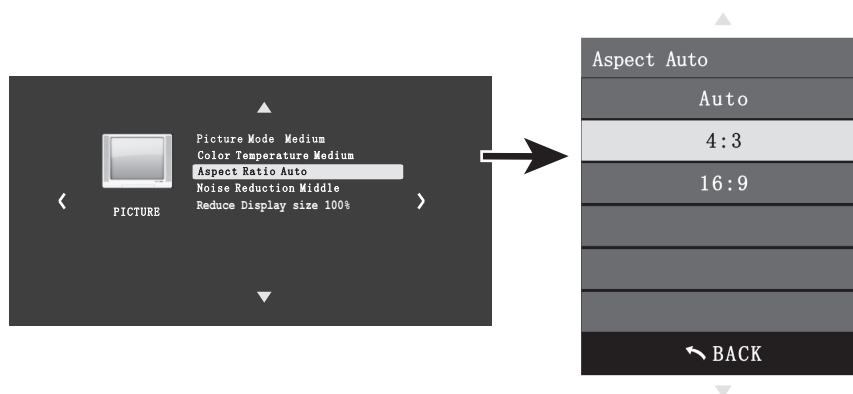 Picture Mode Medium
Color Temperature Medium
Aspect Ratio Auto
Noise Reduction Middle
Reduce Display size 100%
PICTURE
Aspect Auto
Auto
4:3
16:9
BACK